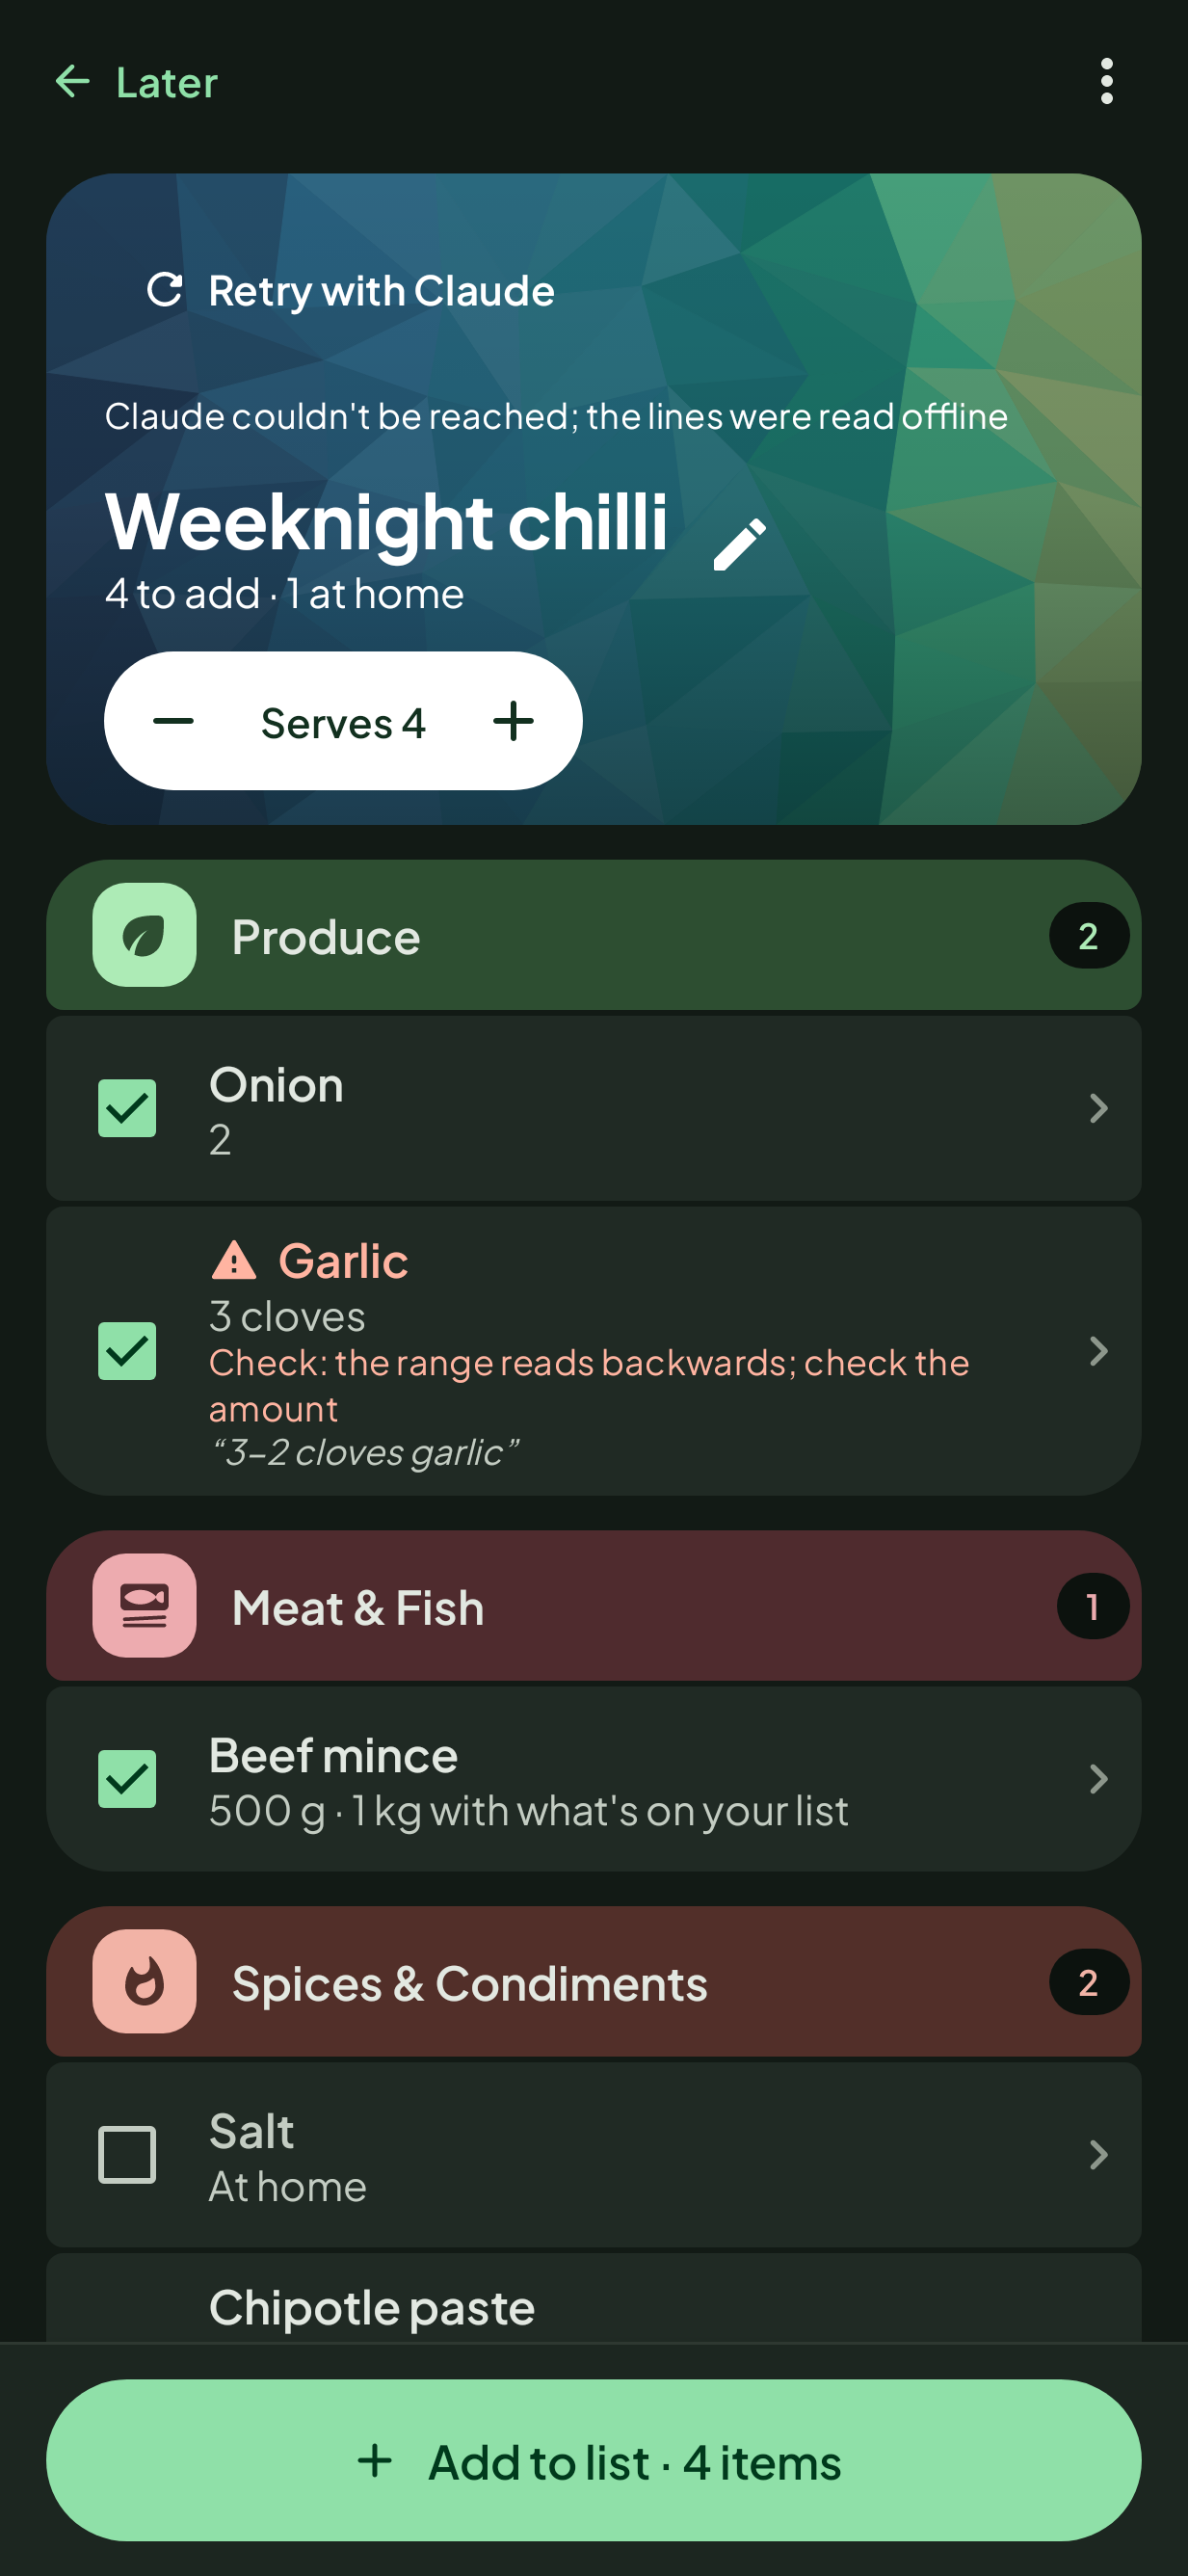 Later
Retry with Claude
Claude couldn't be reached; the lines were read offline
Weeknight chilli
4 to add · 1 at home
Serves 4
Produce
2
Onion
2
Garlic
3 cloves
Check: the range reads backwards; check the
amount
“3–2 cloves garlic”
Meat & Fish
1
Beef mince
500 g · 1 kg with what's on your list
Spices & Condiments
2
Salt
At home
Chipotle paste
Add to list · 4 items